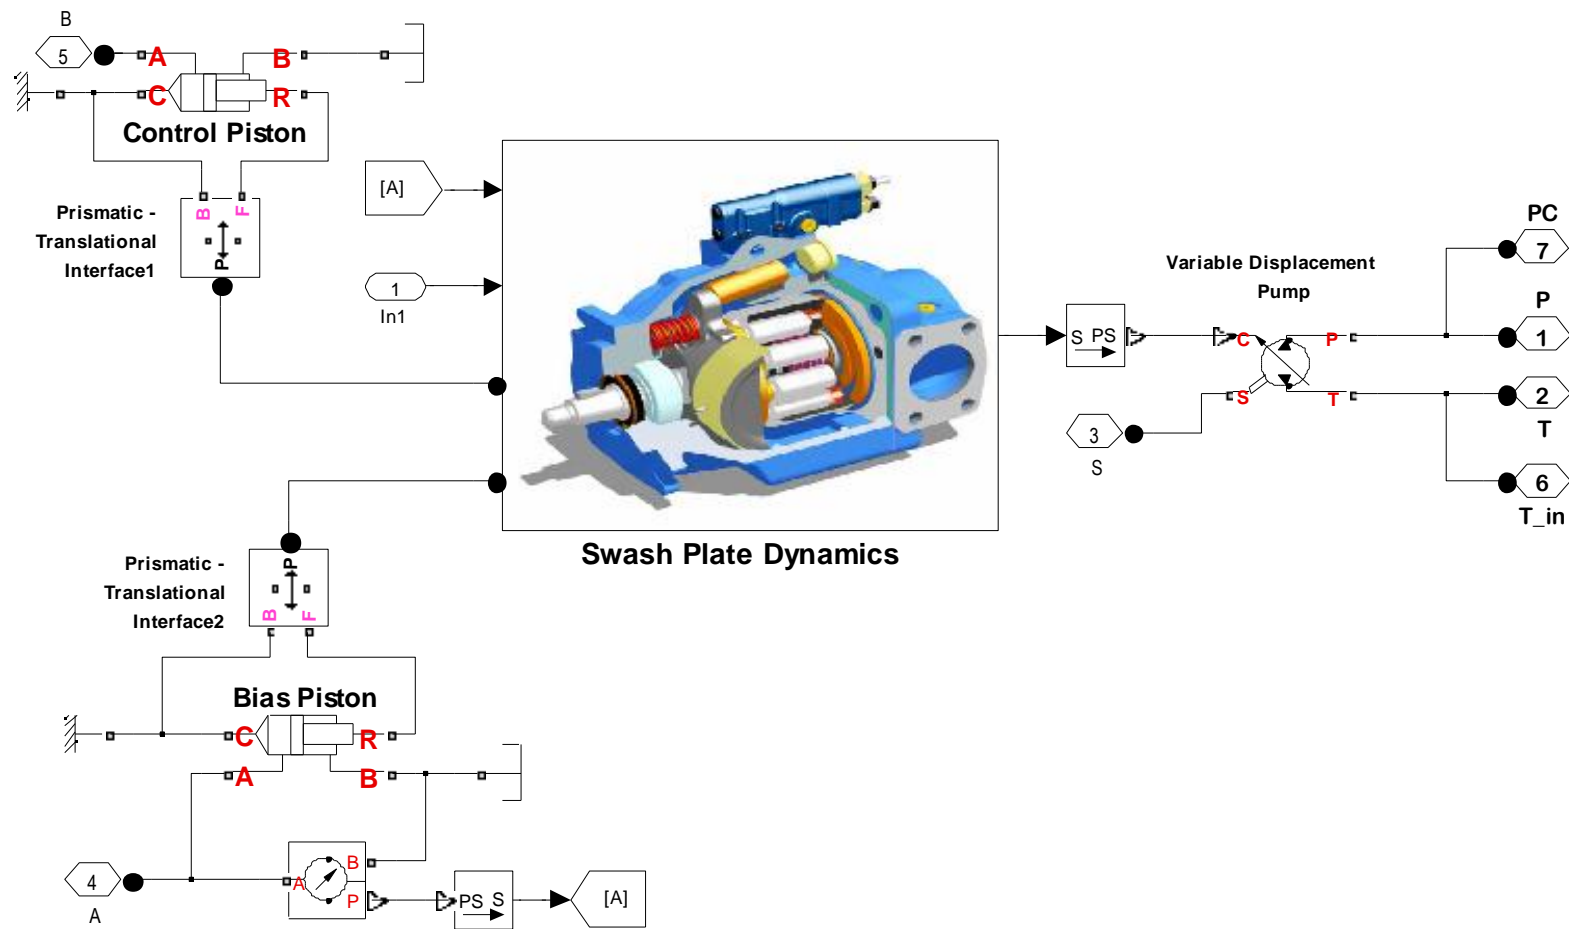 B
5
A
B
C
R
Control Piston
Prismatic -
Translational
Interface1
B
F
P
[A]
1
In1
Swash Plate Dynamics
Variable Displacement
Pump
S PS
C
P
S
T
3
S
PC
7
P
1
2
T
6
T_in
Prismatic -
Translational
Interface2
P
B
F
Bias Piston
C
R
A
B
4
A
A
B
P
PS S
[A]